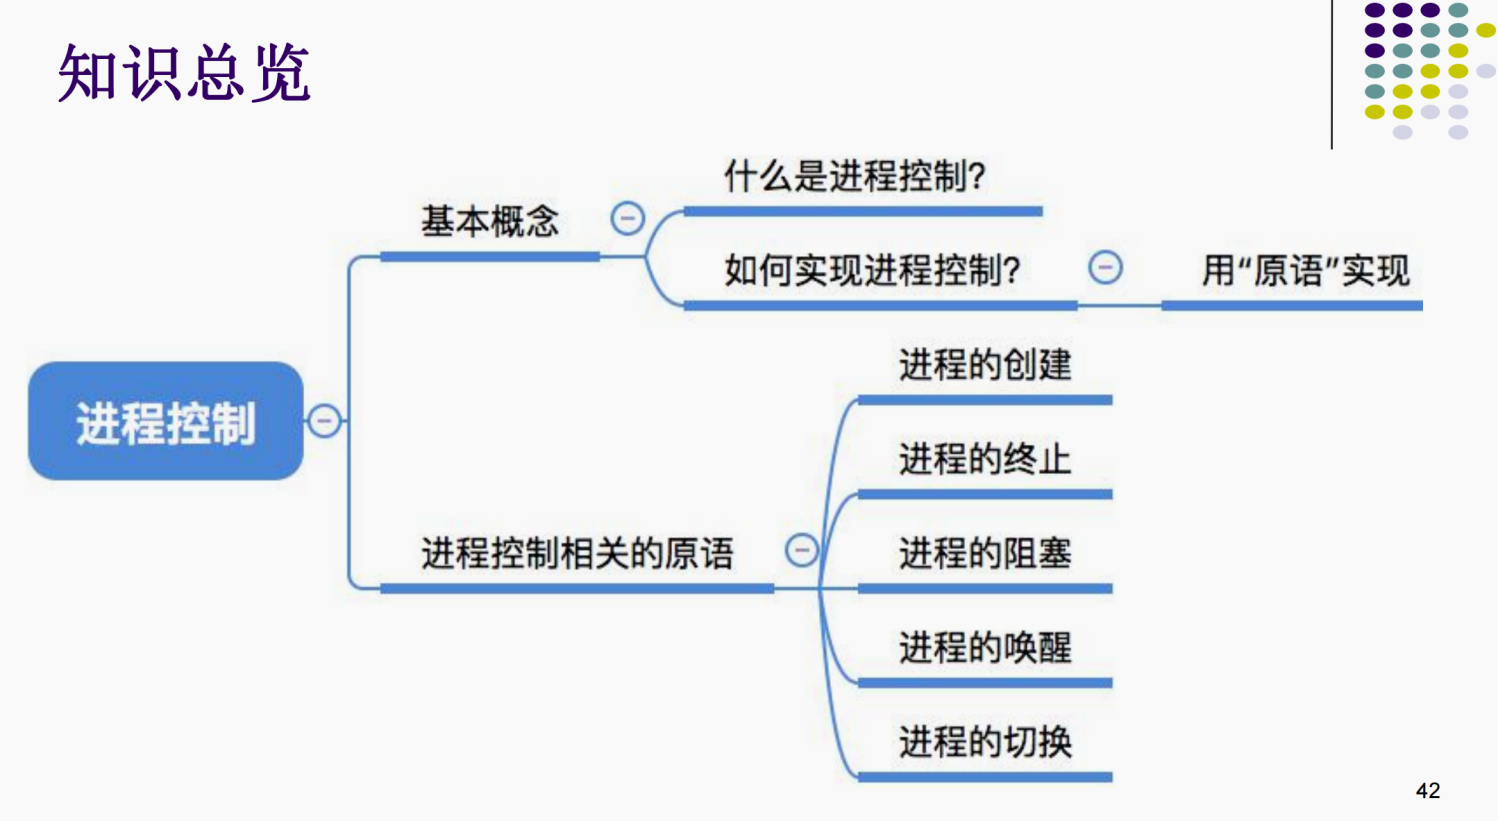 知识总览
什么是进程控制?
基本概念
如何实现进程控制?
用“原语”实现
进程控制
进程控制相关的原语
进程的创建
进程的终止
进程的阻塞
进程的唤醒
进程的切换
42